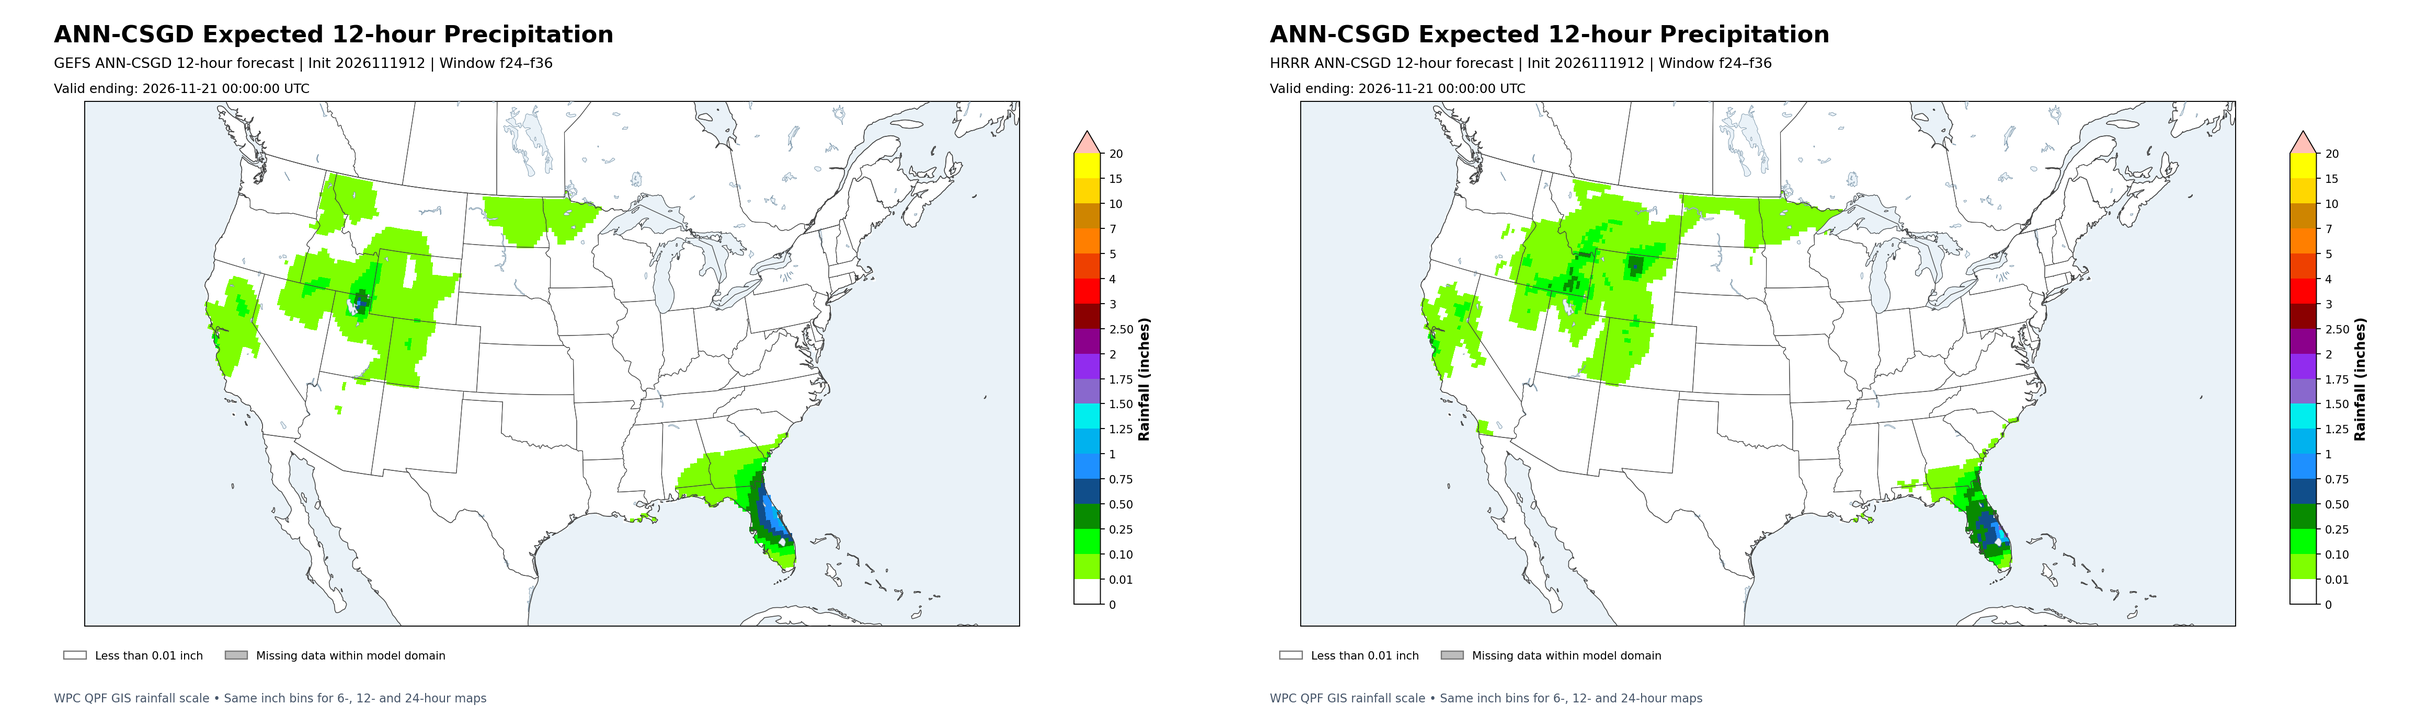 ANN-CSGD Expected 12-hour Precipitation
GEFS ANN-CSGD 12-hour forecast | Init 2026111912 | Window f24–f36
Valid ending: 2026-11-21 00:00:00 UTC
20
15
10
7
5
4
3
2.50
2
1.75
1.50
1.25
1
0.75
0.50
0.25
0.10
0.01
0
Rainfall (inches)
Less than 0.01 inch
Missing data within model domain
WPC QPF GIS rainfall scale • Same inch bins for 6-, 12- and 24-hour maps
ANN-CSGD Expected 12-hour Precipitation
HRRR ANN-CSGD 12-hour forecast | Init 2026111912 | Window f24–f36
Valid ending: 2026-11-21 00:00:00 UTC
20
15
10
7
5
4
3
2.50
2
1.75
1.50
1.25
1
0.75
0.50
0.25
0.10
0.01
0
Rainfall (inches)
Less than 0.01 inch
Missing data within model domain
WPC QPF GIS rainfall scale • Same inch bins for 6-, 12- and 24-hour maps